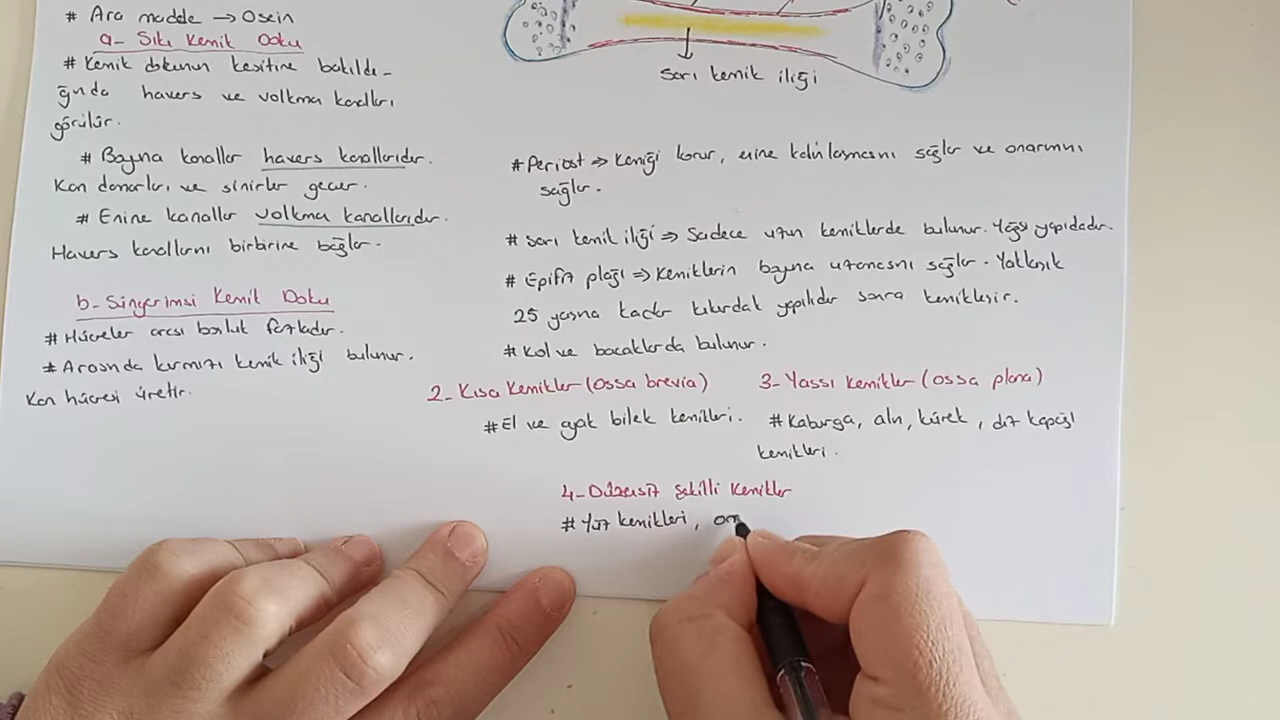 # Ara madde → Osein
a- Sıkı Kemik Doku
# Kemik dokunun kesitine bakıldı-
ğında havers ve volkman kanalları
görülür.
# Boyuna kanallar havers kanallarıdır.
Kan damarları ve sinirler geçer.
# Enine kanallar volkman kanallarıdır.
Havers kanallarını birbirine bağlar.
b- Süngerimsi Kemik Doku
# Hücreler arası boşluk fazladır.
# Arasında kırmızı kemik iliği bulunur.
Kan hücresi üretir.
Sarı kemik iliği
# Periost ⇒ Kemiği korur, enine kalınlaşmasını sağlar ve onarımını
sağlar.
# Sarı kemik iliği ⇒ Sadece uzun kemiklerde bulunur. Yağsı yapıdadır.
# Epifiz plağı ⇒ Kemiklerin boyuna uzamasını sağlar. Yaklaşık
25 yaşına kadar kıkırdak yapılıdır sonra kemikleşir.
# Kol ve bacaklarda bulunur.
2- Kısa Kemikler (ossa brevia)
# El ve ayak bilek kemikleri.
3- Yassı Kemikler (ossa plana)
# Kaburga, alın, kürek, diz kapağı
kemikleri.
4- Düzensiz Şekilli Kemikler
# Yüz kemikleri, om